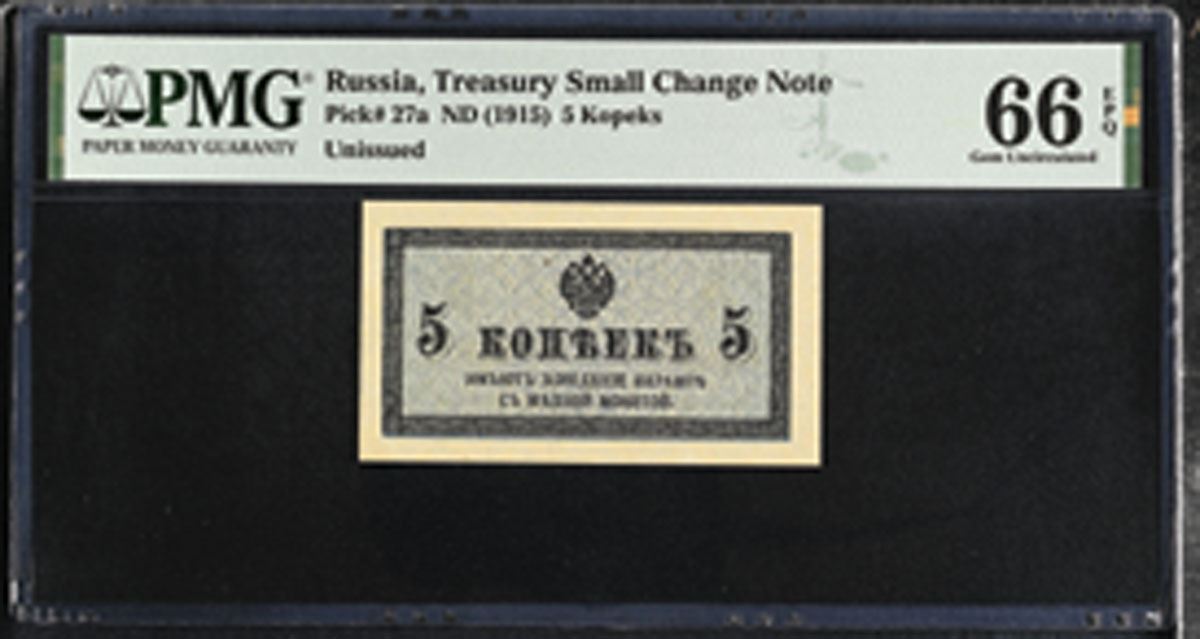 PMG
PAPER MONEY GUARANTY
Russia, Treasury Small Change Note
Pick# 27a ND (1915) 5 Kopeks
Unissued
66 EPQ
Gem Uncirculated
5 КОПѢЕКЪ 5
ИМѢЮТЪ ХОЖДЕНІЕ НАРАВНѢ
СЪ МѢДНОЙ МОНЕТОЙ.